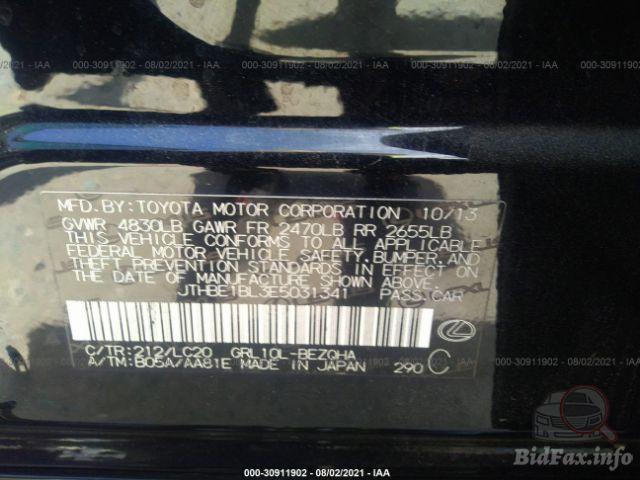 000-30911902 - 08/02/2021 - IAA
MFD.BY:TOYOTA MOTOR CORPORATION 10/13
GVWR 4830LB GAWR FR 2470LB RR 2655LB
THIS VEHICLE CONFORMS TO ALL APPLICABLE
FEDERAL MOTOR VEHICLE SAFETY, BUMPER, AND
THEFT PREVENTION STANDARDS IN EFFECT ON
THE DATE OF MANUFACTURE SHOWN ABOVE.
JTHBE1BL3E5031341 PASS.CAR
C/TR:212/LC20 GRL10L-BEZQHA
A/TM:B05A/AA81E MADE IN JAPAN 290 C
BidFax.info
000-30911902 - 08/02/2021 - IAA